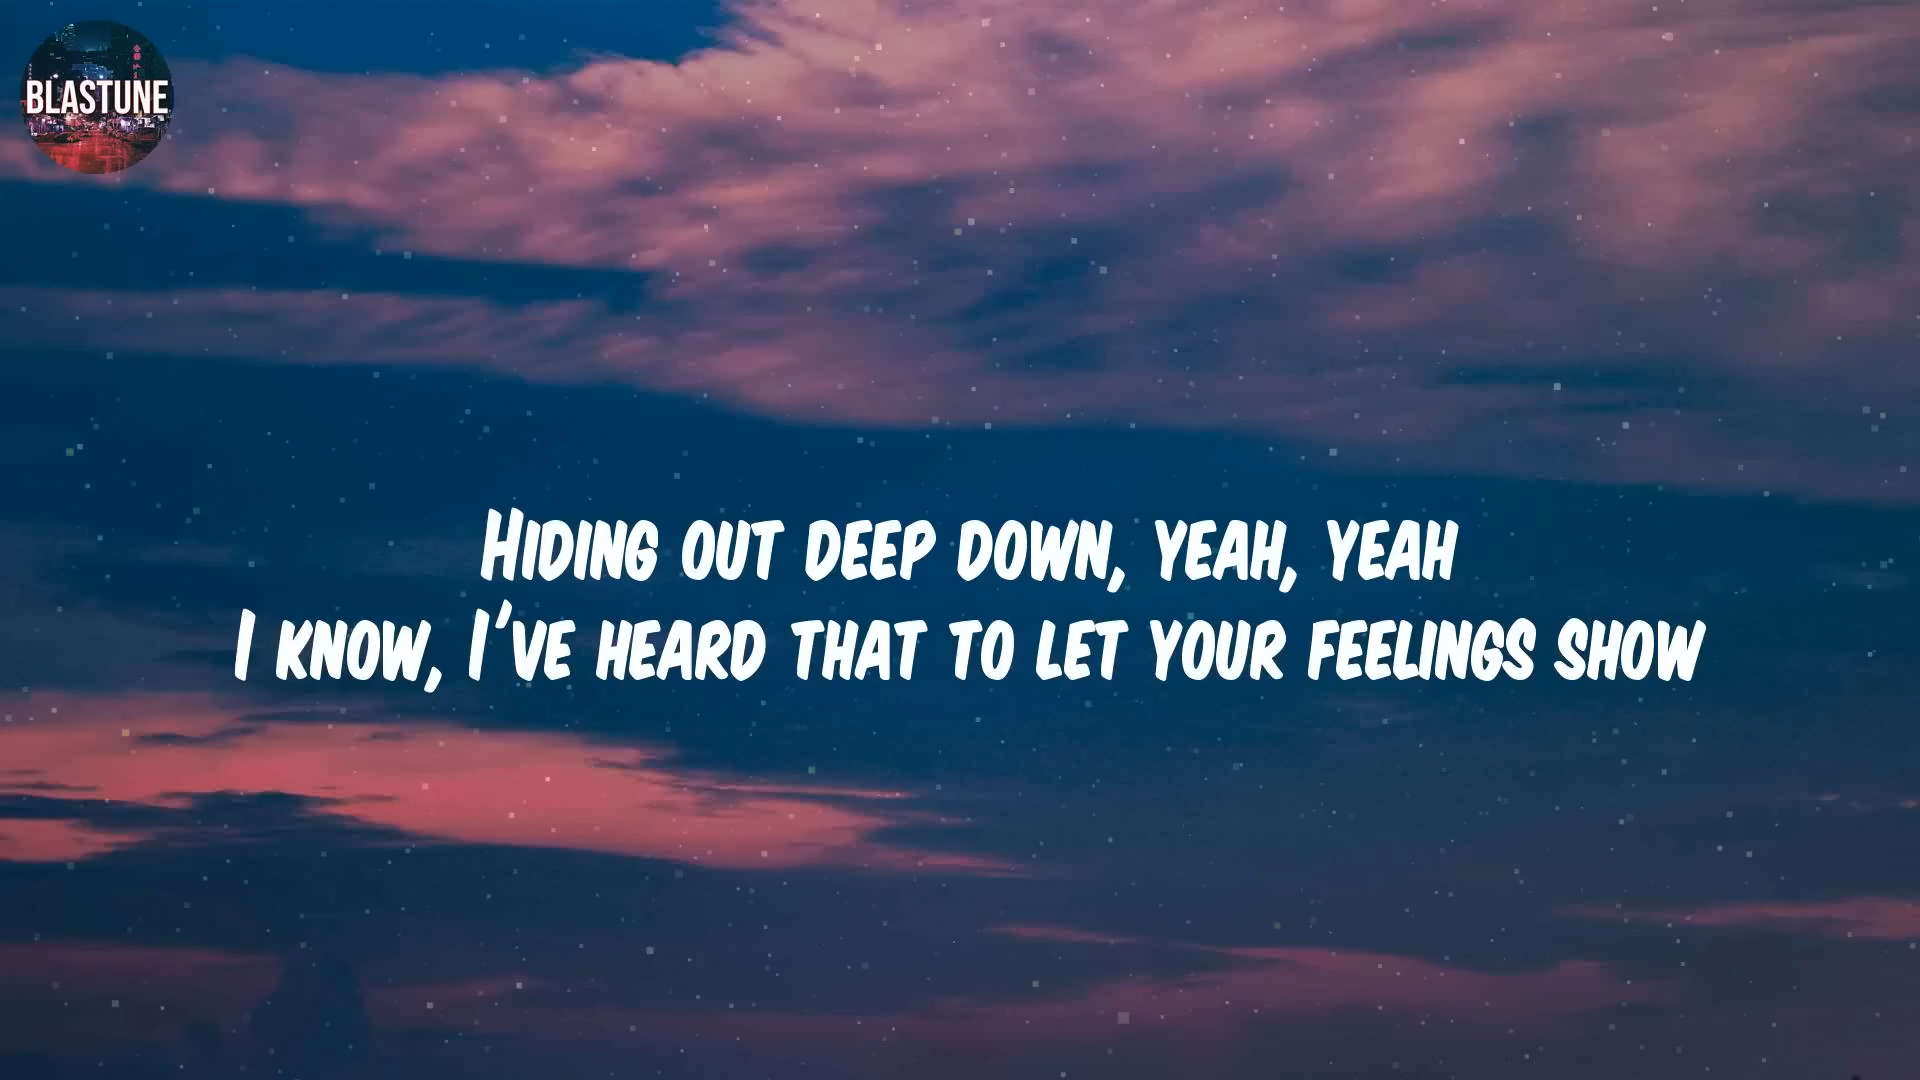 BLASTUNE
Hiding out deep down, yeah, yeah
I know, I've heard that to let your feelings show